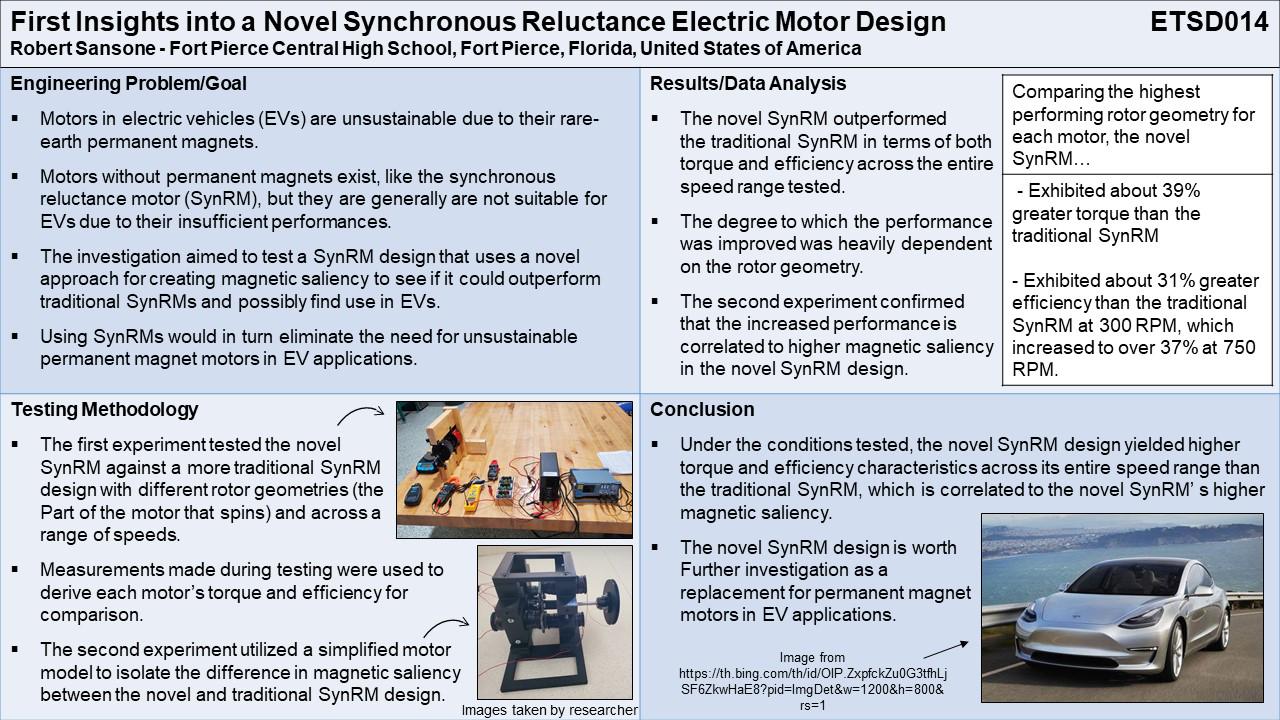 First Insights into a Novel Synchronous Reluctance Electric Motor Design
ETSD014
Robert Sansone - Fort Pierce Central High School, Fort Pierce, Florida, United States of America
Engineering Problem/Goal
▪ Motors in electric vehicles (EVs) are unsustainable due to their rare-
earth permanent magnets.
▪ Motors without permanent magnets exist, like the synchronous
reluctance motor (SynRM), but they are generally are not suitable for
EVs due to their insufficient performances.
▪ The investigation aimed to test a SynRM design that uses a novel
approach for creating magnetic saliency to see if it could outperform
traditional SynRMs and possibly find use in EVs.
▪ Using SynRMs would in turn eliminate the need for unsustainable
permanent magnet motors in EV applications.
Results/Data Analysis
▪ The novel SynRM outperformed
the traditional SynRM in terms of both
torque and efficiency across the entire
speed range tested.
▪ The degree to which the performance
was improved was heavily dependent
on the rotor geometry.
▪ The second experiment confirmed
that the increased performance is
correlated to higher magnetic saliency
in the novel SynRM design.
Comparing the highest
performing rotor geometry for
each motor, the novel
SynRM…
- Exhibited about 39%
greater torque than the
traditional SynRM
- Exhibited about 31% greater
efficiency than the traditional
SynRM at 300 RPM, which
increased to over 37% at 750
RPM.
Testing Methodology
▪ The first experiment tested the novel
SynRM against a more traditional SynRM
design with different rotor geometries (the
Part of the motor that spins) and across a
range of speeds.
▪ Measurements made during testing were used to
derive each motor's torque and efficiency for
comparison.
▪ The second experiment utilized a simplified motor
model to isolate the difference in magnetic saliency
between the novel and traditional SynRM design.
Images taken by researcher
Conclusion
▪ Under the conditions tested, the novel SynRM design yielded higher
torque and efficiency characteristics across its entire speed range than
the traditional SynRM, which is correlated to the novel SynRM' s higher
magnetic saliency.
▪ The novel SynRM design is worth
Further investigation as a
replacement for permanent magnet
motors in EV applications.
Image from
https://th.bing.com/th/id/OIP.ZxpfckZu0G3tfhLj
SF6ZkwHaE8?pid=ImgDet&w=1200&h=800&
rs=1